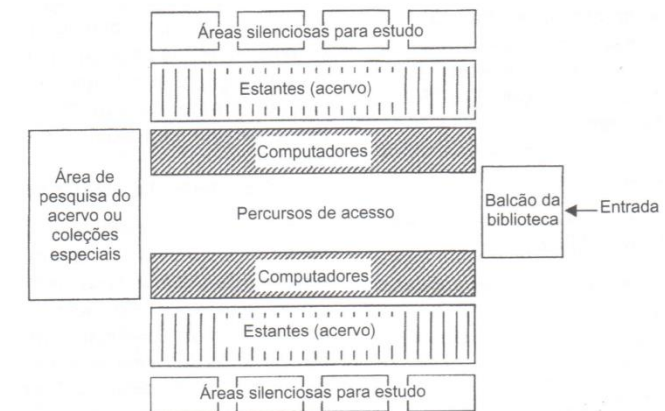 Áreas silenciosas para estudo
Estantes (acervo)
Computadores
Área de
pesquisa do
acervo ou
coleções
especiais
Percursos de acesso
Balcão da
biblioteca
Entrada
Computadores
Estantes (acervo)
Áreas silenciosas para estudo